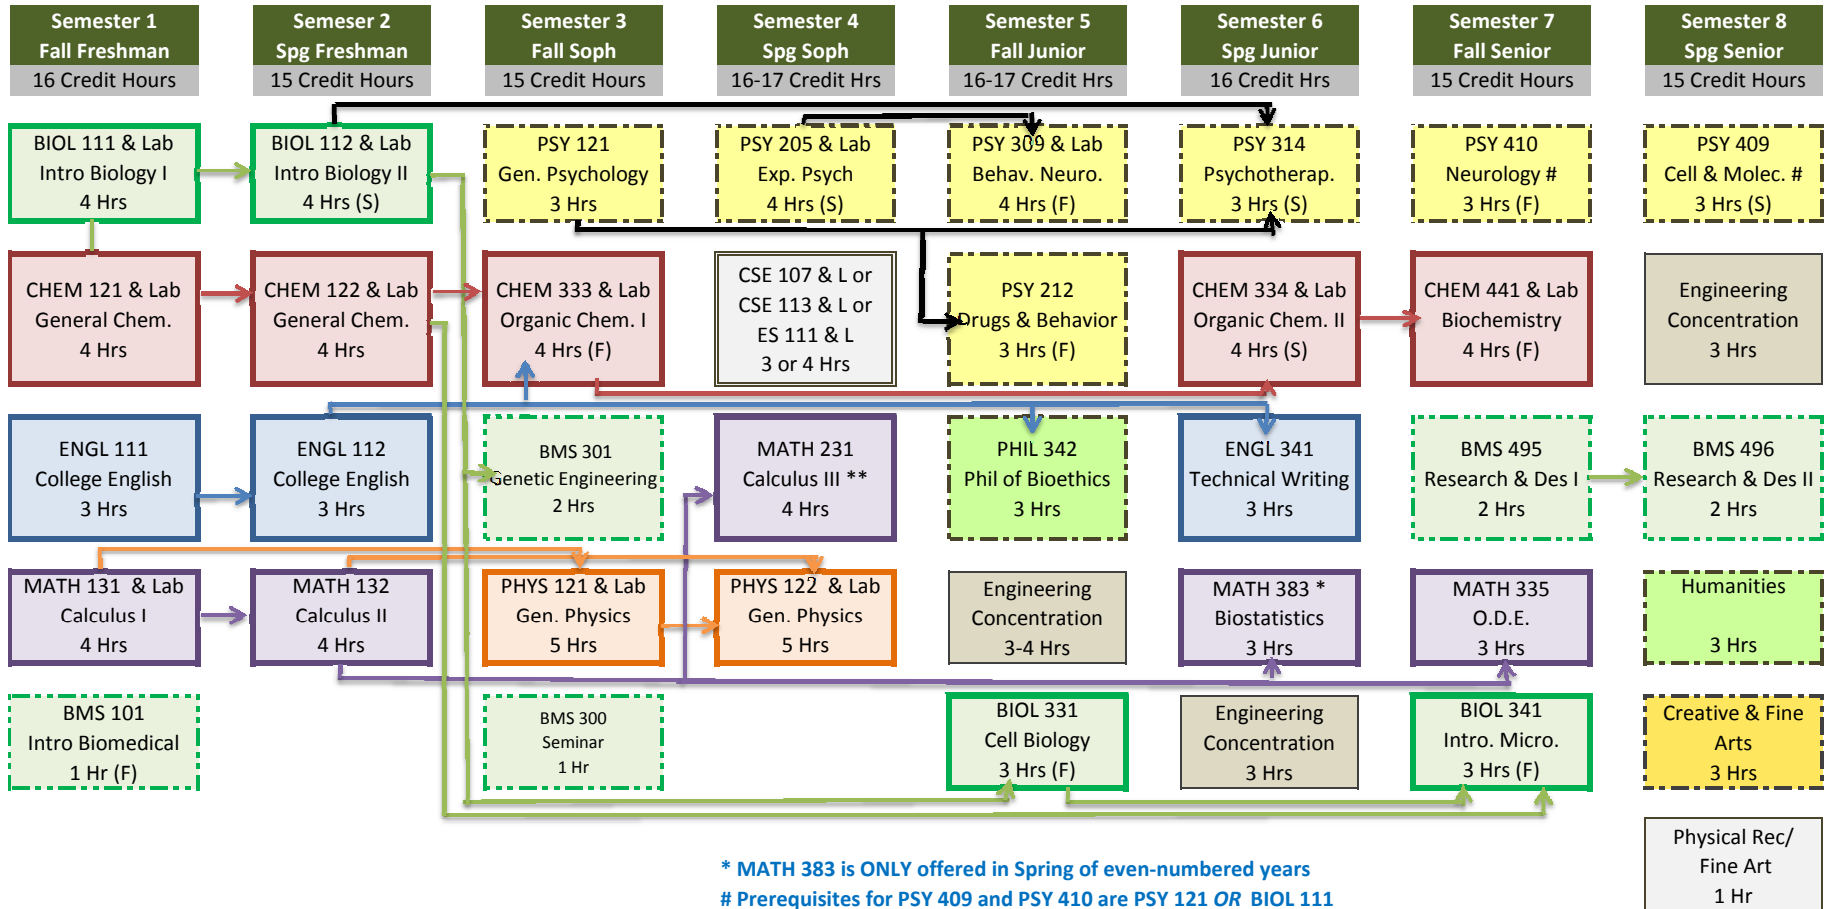 Semester 1
Fall Freshman
16 Credit Hours
Semeser 2
Spg Freshman
15 Credit Hours
Semester 3
Fall Soph
15 Credit Hours
Semester 4
Spg Soph
16-17 Credit Hrs
Semester 5
Fall Junior
16-17 Credit Hrs
Semester 6
Spg Junior
16 Credit Hrs
Semester 7
Fall Senior
15 Credit Hours
Semester 8
Spg Senior
15 Credit Hours
BIOL 111 & Lab
Intro Biology I
4 Hrs
BIOL 112 & Lab
Intro Biology II
4 Hrs (S)
PSY 121
Gen. Psychology
3 Hrs
PSY 205 & Lab
Exp. Psych
4 Hrs (S)
PSY 309 & Lab
Behav. Neuro.
4 Hrs (F)
PSY 314
Psychotherap.
3 Hrs (S)
PSY 410
Neurology #
3 Hrs (F)
PSY 409
Cell & Molec. #
3 Hrs (S)
CHEM 121 & Lab
General Chem.
4 Hrs
CHEM 122 & Lab
General Chem.
4 Hrs
CHEM 333 & Lab
Organic Chem. I
4 Hrs (F)
CSE 107 & L or
CSE 113 & L or
ES 111 & L
3 or 4 Hrs
PSY 212
Drugs & Behavior
3 Hrs (F)
CHEM 334 & Lab
Organic Chem. II
4 Hrs (S)
CHEM 441 & Lab
Biochemistry
4 Hrs (F)
Engineering
Concentration
3 Hrs
ENGL 111
College English
3 Hrs
ENGL 112
College English
3 Hrs
BMS 301
Genetic Engineering
2 Hrs
MATH 231
Calculus III **
4 Hrs
PHIL 342
Phil of Bioethics
3 Hrs
ENGL 341
Technical Writing
3 Hrs
BMS 495
Research & Des I
2 Hrs
BMS 496
Research & Des II
2 Hrs
MATH 131 & Lab
Calculus I
4 Hrs
MATH 132
Calculus II
4 Hrs
PHYS 121 & Lab
Gen. Physics
5 Hrs
PHYS 122 & Lab
Gen. Physics
5 Hrs
Engineering
Concentration
3-4 Hrs
MATH 383 *
Biostatistics
3 Hrs
MATH 335
O.D.E.
3 Hrs
Humanities
3 Hrs
BMS 101
Intro Biomedical
1 Hr (F)
BMS 300
Seminar
1 Hr
BIOL 331
Cell Biology
3 Hrs (F)
Engineering
Concentration
3 Hrs
BIOL 341
Intro. Micro.
3 Hrs (F)
Creative & Fine
Arts
3 Hrs
Physical Rec/
Fine Art
1 Hr
* MATH 383 is ONLY offered in Spring of even-numbered years
# Prerequisites for PSY 409 and PSY 410 are PSY 121 OR BIOL 111